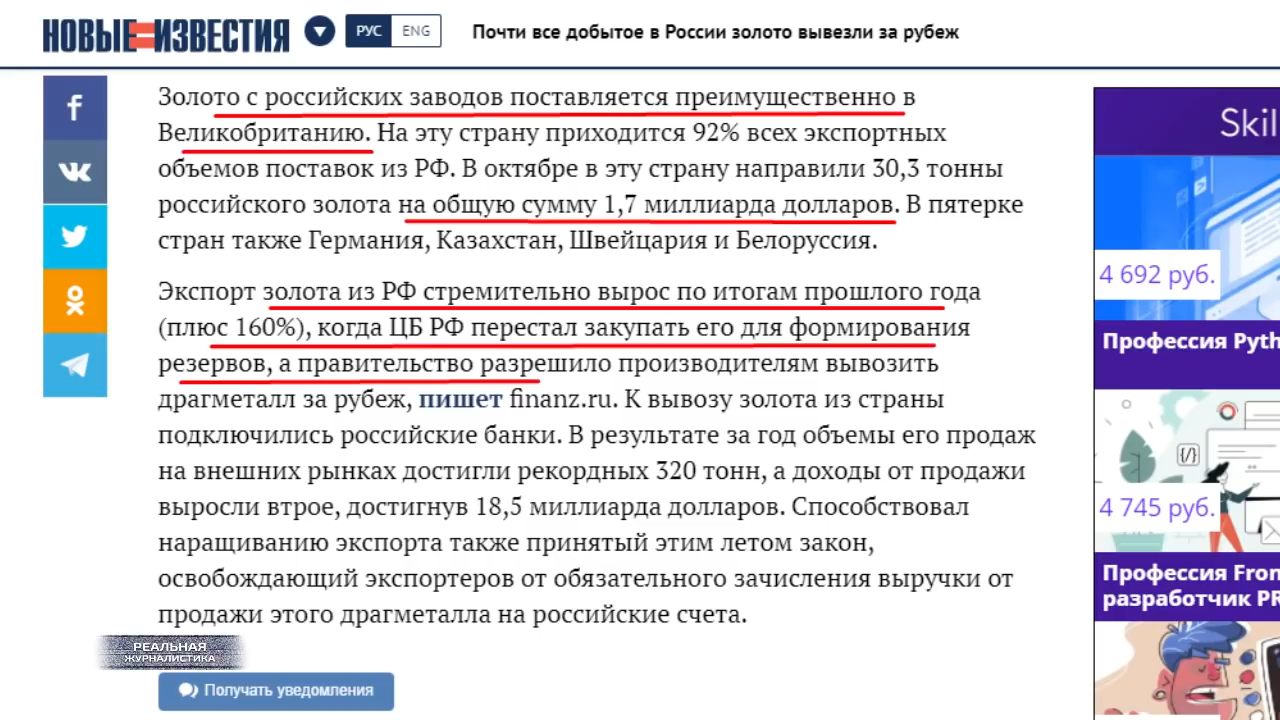 НОВЫЕ ИЗВЕСТИЯ
РУС ENG
Почти все добытое в России золото вывезли за рубеж
Золото с российских заводов поставляется преимущественно в
Великобританию. На эту страну приходится 92% всех экспортных
объемов поставок из РФ. В октябре в эту страну направили 30,3 тонны
российского золота на общую сумму 1,7 миллиарда долларов. В пятерке
стран также Германия, Казахстан, Швейцария и Белоруссия.
Экспорт золота из РФ стремительно вырос по итогам прошлого года
(плюс 160%), когда ЦБ РФ перестал закупать его для формирования
резервов, а правительство разрешило производителям вывозить
драгметалл за рубеж, пишет finanz.ru. К вывозу золота из страны
подключились российские банки. В результате за год объемы его продаж
на внешних рынках достигли рекордных 320 тонн, а доходы от продажи
выросли втрое, достигнув 18,5 миллиарда долларов. Способствовал
наращиванию экспорта также принятый этим летом закон,
освобождающий экспортеров от обязательного зачисления выручки от
продажи этого драгметалла на российские счета.
РЕАЛЬНАЯ
ЖУРНАЛИСТИКА
Получать уведомления
Skil
4 692 руб.
Профессия Pyth
4 745 руб.
Профессия Fron
разработчик PR